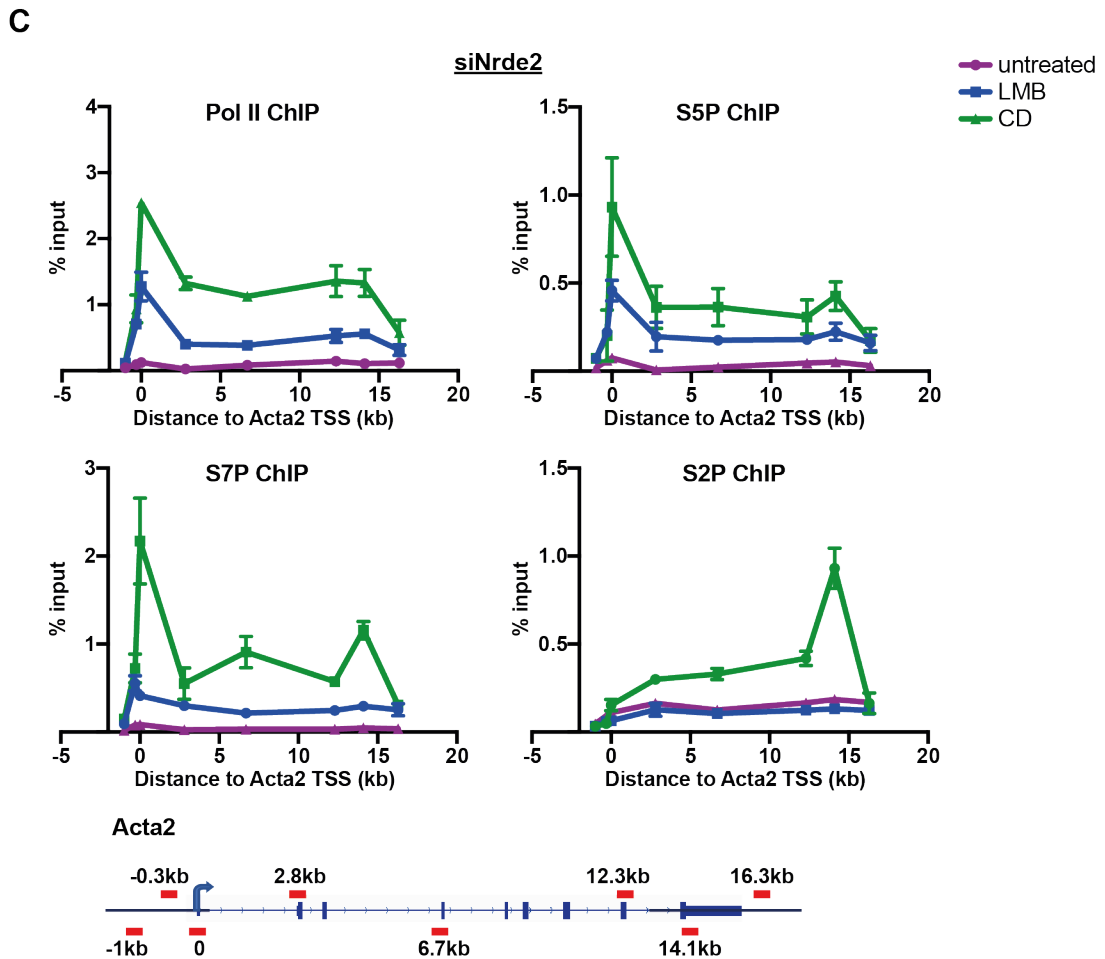 C
siNrde2
untreated
LMB
CD
Pol II ChIP
4
3
2
1
% input
-5 0 5 10 15 20
Distance to Acta2 TSS (kb)
S5P ChIP
1.5
1.0
0.5
% input
-5 0 5 10 15 20
Distance to Acta2 TSS (kb)
S7P ChIP
3
2
1
% input
-5 0 5 10 15 20
Distance to Acta2 TSS (kb)
S2P ChIP
1.5
1.0
0.5
% input
-5 0 5 10 15 20
Distance to Acta2 TSS (kb)
Acta2
-0.3kb 2.8kb 12.3kb 16.3kb
-1kb 0 6.7kb 14.1kb